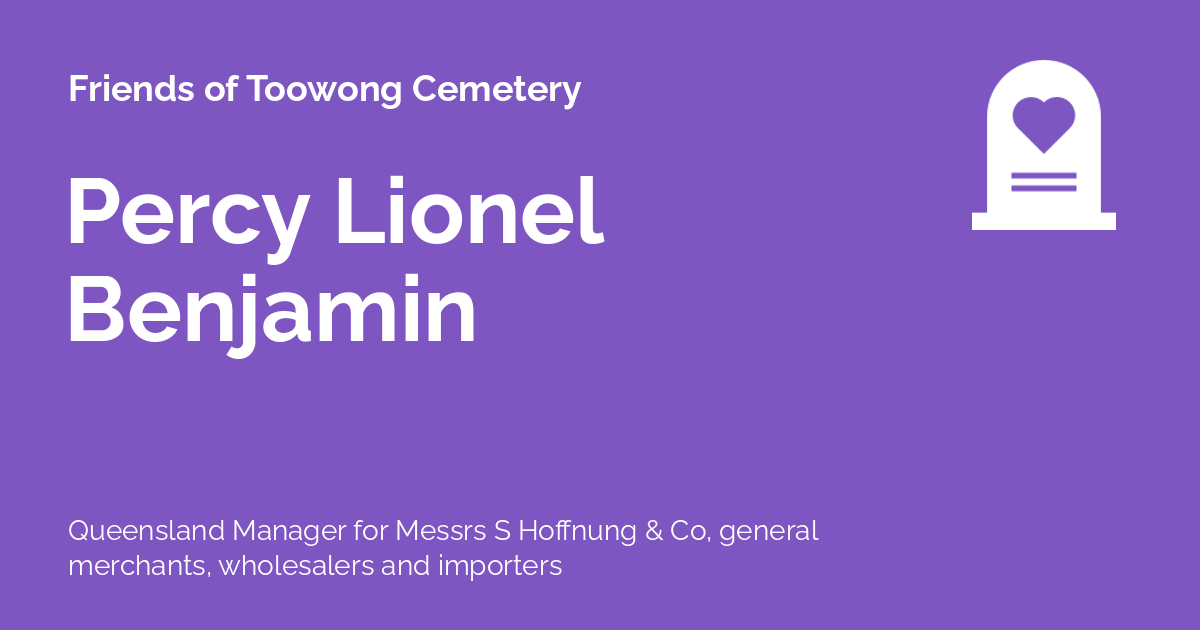 Friends of Toowong Cemetery
Percy Lionel
Benjamin
Queensland Manager for Messrs S Hoffnung & Co, general
merchants, wholesalers and importers